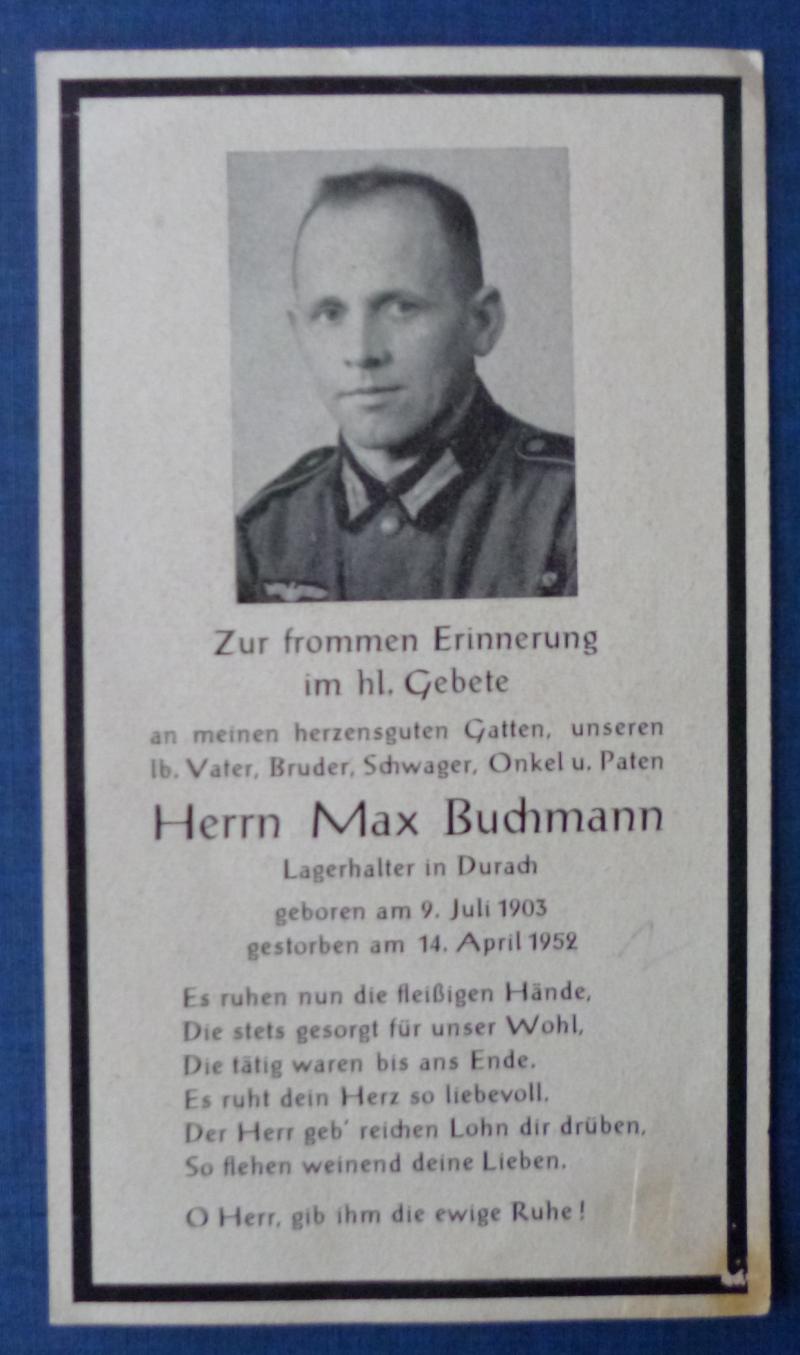 Zur frommen Erinnerung
im hl. Gebete
an meinen herzensguten Gatten, unseren
lb. Vater, Bruder, Schwager, Onkel u. Paten
Herrn Max Buchmann
Lagerhalter in Durach
geboren am 9. Juli 1903
gestorben am 14. April 1952
Es ruhen nun die fleißigen Hände,
Die stets gesorgt für unser Wohl,
Die tätig waren bis ans Ende.
Es ruht dein Herz so liebevoll.
Der Herr geb' reichen Lohn dir drüben,
So flehen weinend deine Lieben.
O Herr, gib ihm die ewige Ruhe!